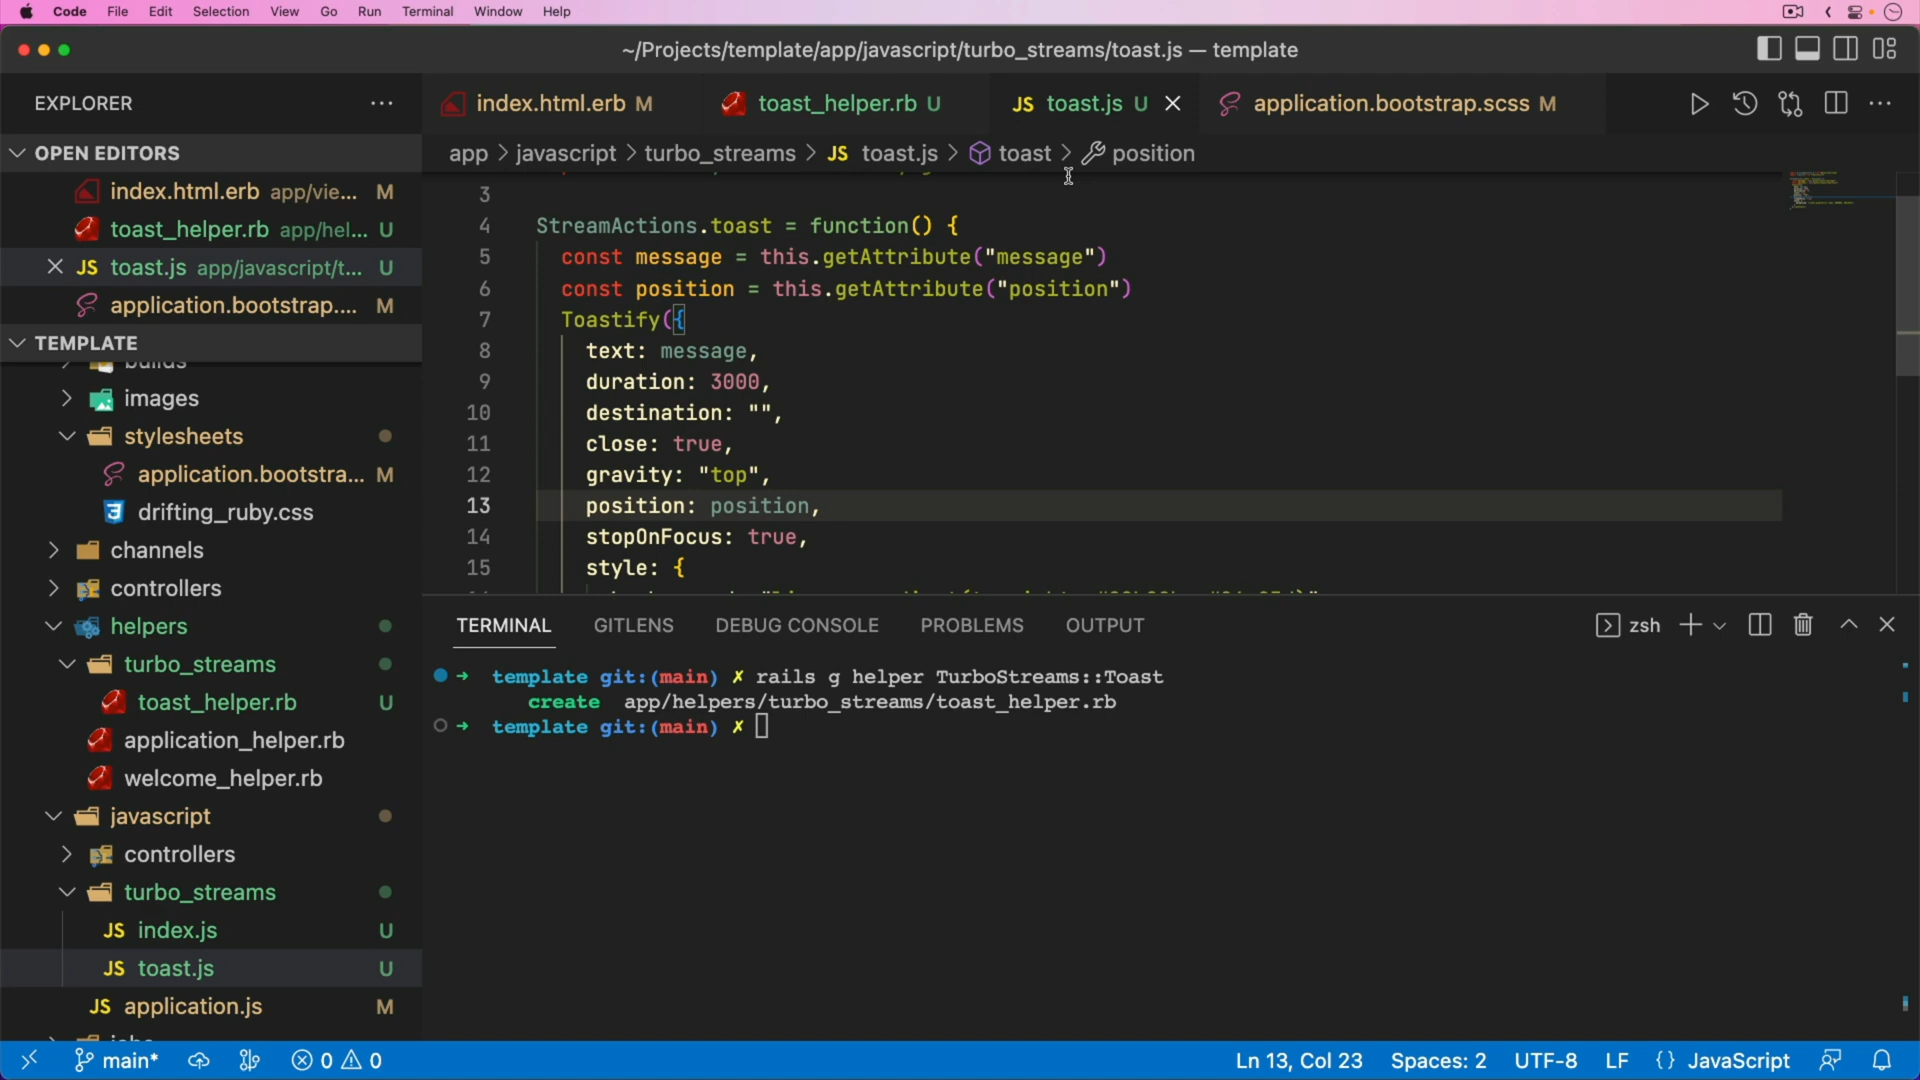 Code File Edit Selection View Go Run Terminal Window Help
~/Projects/template/app/javascript/turbo_streams/toast.js — template
EXPLORER
index.html.erb M
toast_helper.rb U
JS toast.js U
application.bootstrap.scss M
OPEN EDITORS
app > javascript > turbo_streams > JS toast.js > toast > position
index.html.erb app/vie... M
toast_helper.rb app/hel... U
JS toast.js app/javascript/t... U
application.bootstrap.... M
TEMPLATE
builds
images
stylesheets
application.bootstra... M
drifting_ruby.css
channels
controllers
helpers
turbo_streams
toast_helper.rb U
application_helper.rb
welcome_helper.rb
javascript
controllers
turbo_streams
JS index.js U
JS toast.js U
JS application.js M
3
4 StreamActions.toast = function() {
5 const message = this.getAttribute("message")
6 const position = this.getAttribute("position")
7 Toastify({
8 text: message,
9 duration: 3000,
10 destination: "",
11 close: true,
12 gravity: "top",
13 position: position,
14 stopOnFocus: true,
15 style: {
TERMINAL GITLENS DEBUG CONSOLE PROBLEMS OUTPUT
zsh
➜ template git:(main) ✗ rails g helper TurboStreams::Toast
create app/helpers/turbo_streams/toast_helper.rb
➜ template git:(main) ✗
main* 0 0
Ln 13, Col 23 Spaces: 2 UTF-8 LF {} JavaScript